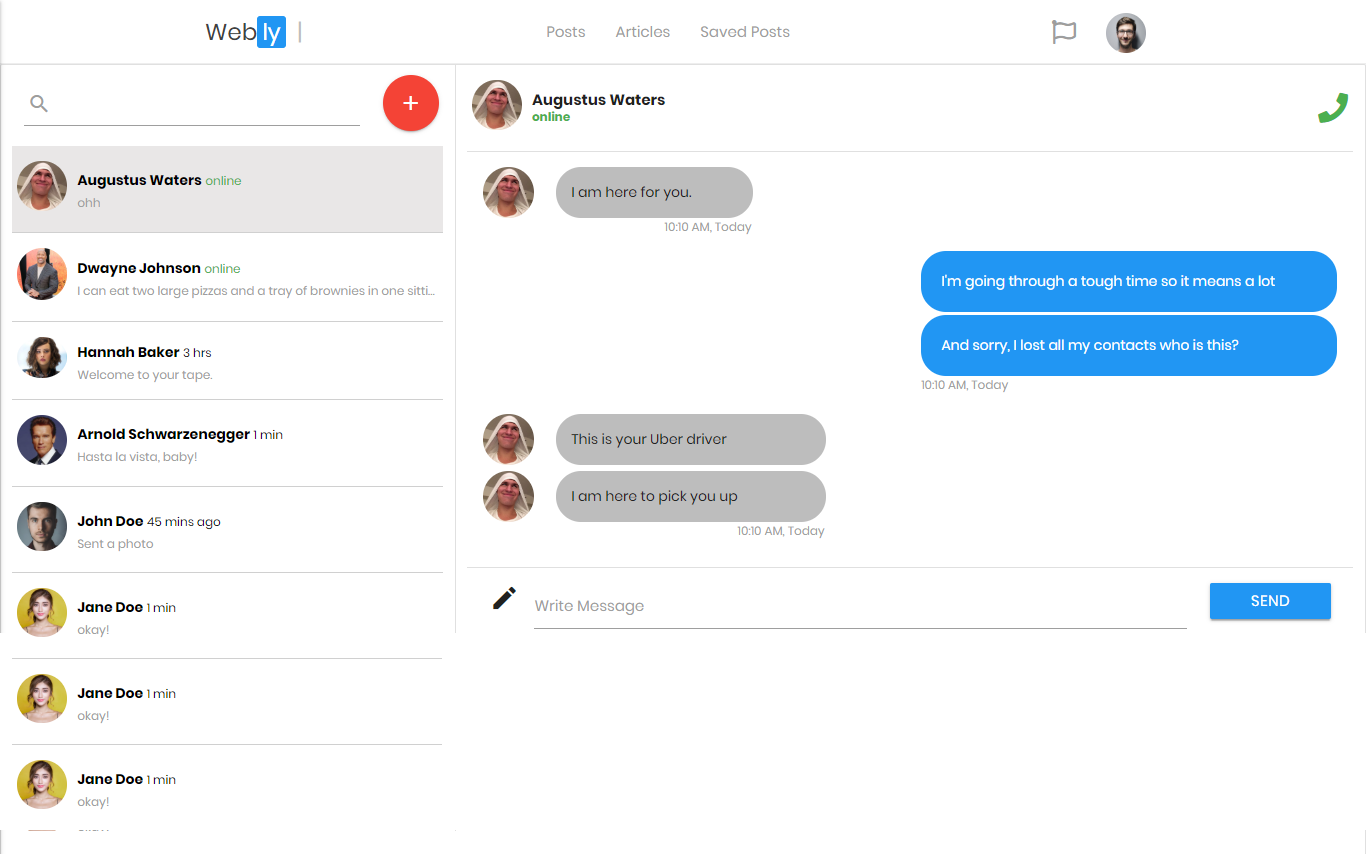 Webly |
Posts Articles Saved Posts
+
Augustus Waters online
ohh
Dwayne Johnson online
I can eat two large pizzas and a tray of brownies in one sitti...
Hannah Baker 3 hrs
Welcome to your tape.
Arnold Schwarzenegger 1 min
Hasta la vista, baby!
John Doe 45 mins ago
Sent a photo
Jane Doe 1 min
okay!
Jane Doe 1 min
okay!
Jane Doe 1 min
okay!
Augustus Waters
online
I am here for you.
10:10 AM, Today
I'm going through a tough time so it means a lot
And sorry, I lost all my contacts who is this?
10:10 AM, Today
This is your Uber driver
I am here to pick you up
10:10 AM, Today
Write Message
SEND